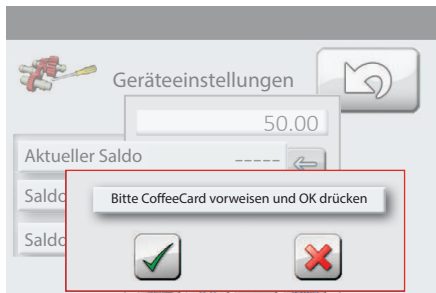 Geräteeinstellungen
50.00
Aktueller Saldo -----
Saldo
Bitte CoffeeCard vorweisen und OK drücken
Saldo